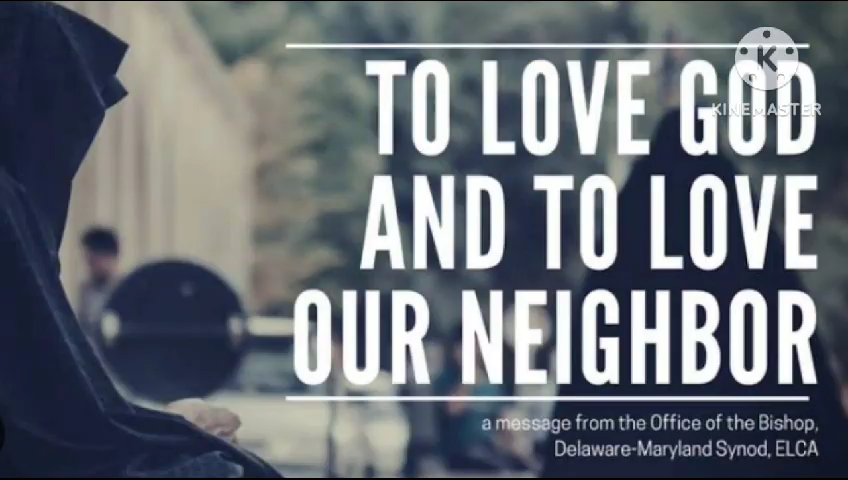 K
KINEMASTER
TO LOVE GOD
AND TO LOVE
OUR NEIGHBOR
a message from the Office of the Bishop,
Delaware-Maryland Synod, ELCA